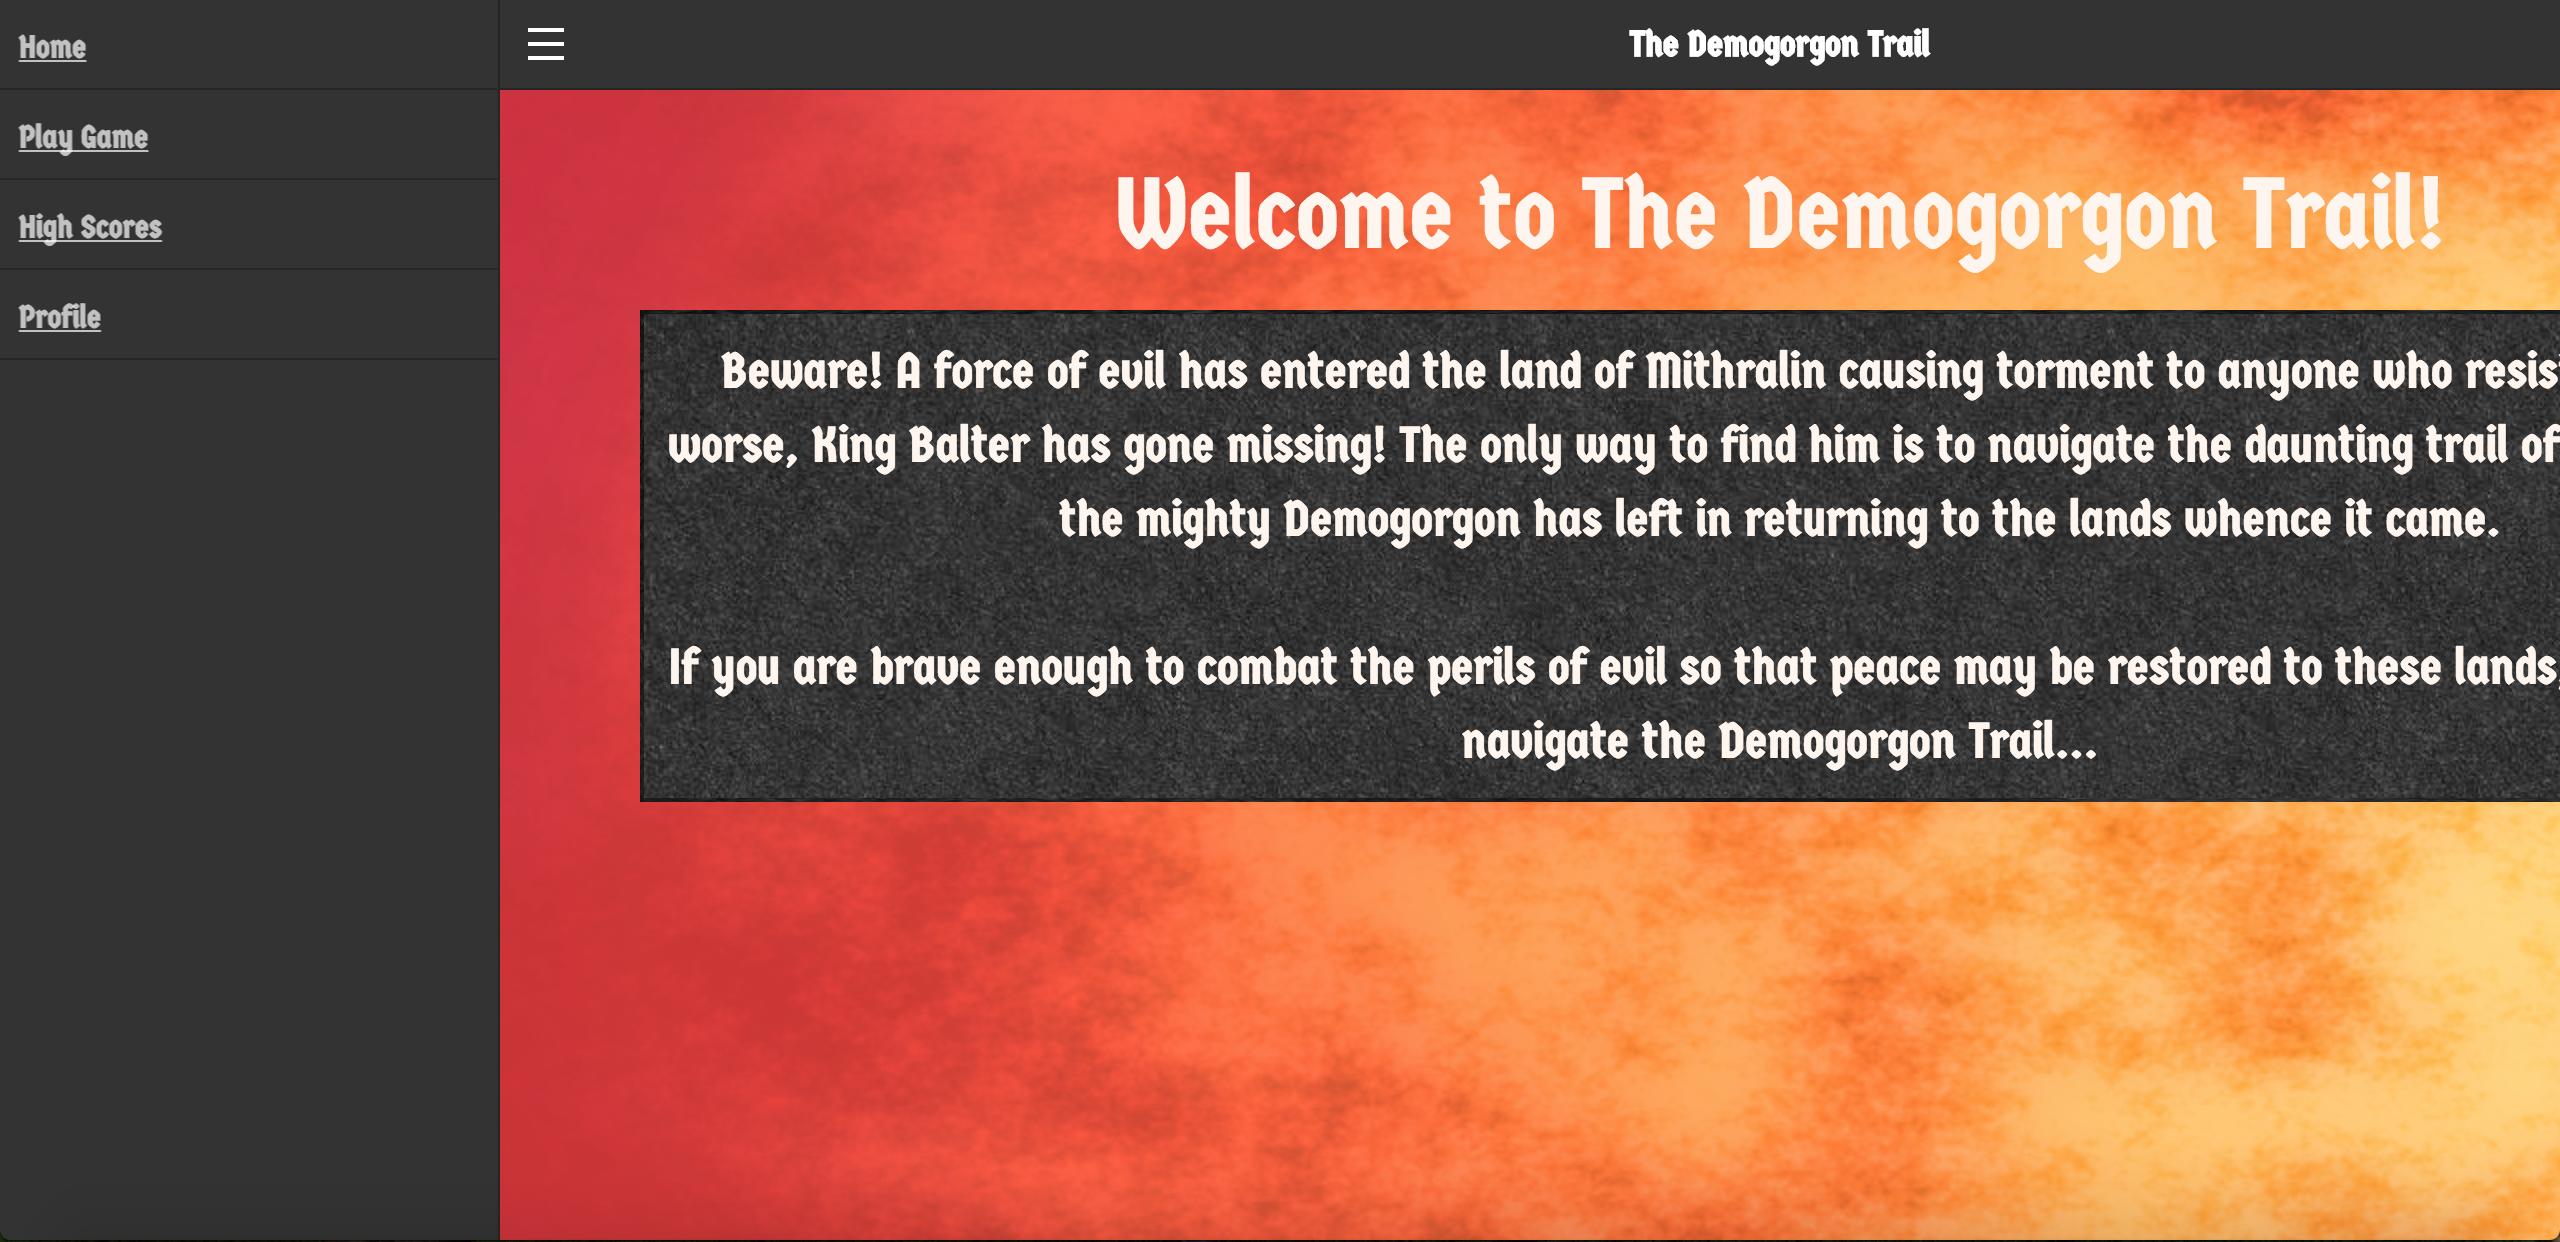 Home
Play Game
High Scores
Profile
The Demogorgon Trail
Welcome to The Demogorgon Trail!
Beware! A force of evil has entered the land of Mithralin causing torment to anyone who
worse, King Balter has gone missing! The only way to find him is to navigate the daunting trail of
the mighty Demogorgon has left in returning to the lands whence it came.
If you are brave enough to combat the perils of evil so that peace may be restored to these lands,
navigate the Demogorgon Trail...